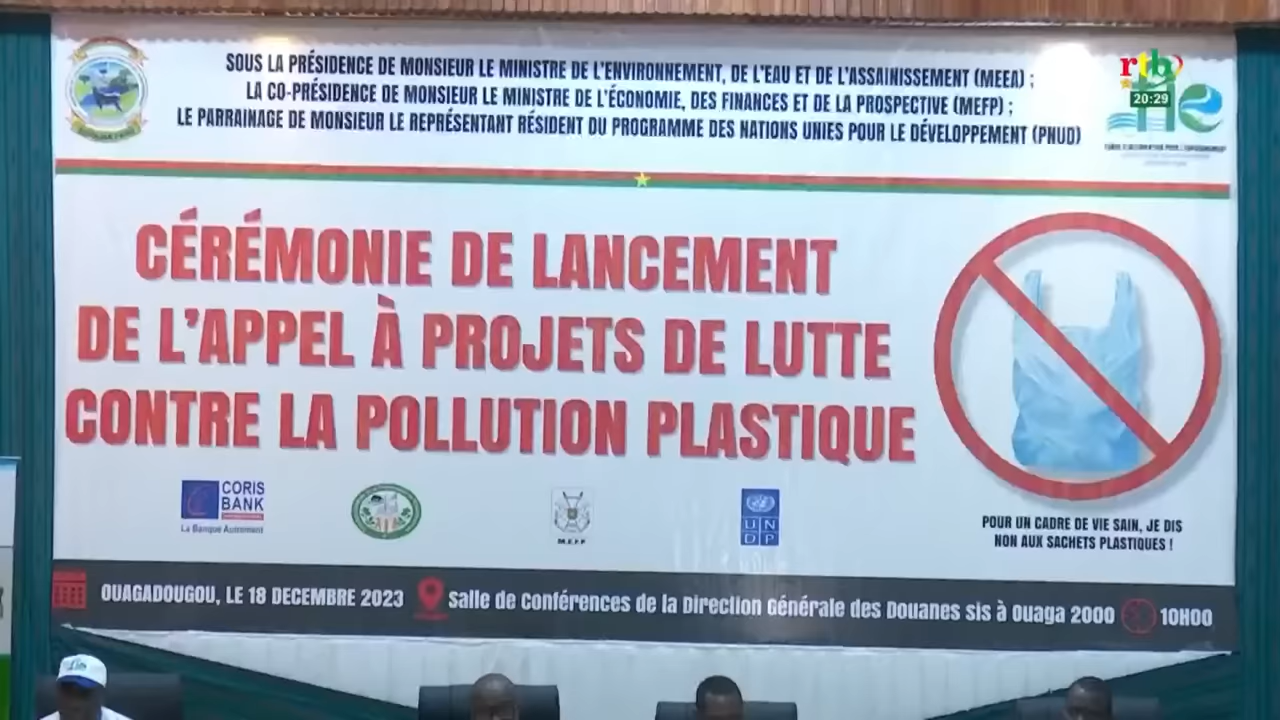 SOUS LA PRÉSIDENCE DE MONSIEUR LE MINISTRE DE L'ENVIRONNEMENT, DE L'EAU ET DE L'ASSAINISSEMENT (MEEA) ;
LA CO-PRÉSIDENCE DE MONSIEUR LE MINISTRE DE L'ÉCONOMIE, DES FINANCES ET DE LA PROSPECTIVE (MEFP) ;
LE PARRAINAGE DE MONSIEUR LE REPRÉSENTANT RÉSIDENT DU PROGRAMME DES NATIONS UNIES POUR LE DÉVELOPPEMENT (PNUD)
rtb
20:29
CÉRÉMONIE DE LANCEMENT
DE L'APPEL À PROJETS DE LUTTE
CONTRE LA POLLUTION PLASTIQUE
CORIS
BANK
La Banque Autrement
M.E.F.P
UN
DP
POUR UN CADRE DE VIE SAIN, JE DIS
NON AUX SACHETS PLASTIQUES !
OUAGADOUGOU, LE 18 DECEMBRE 2023 Salle de Conférences de la Direction Générale des Douanes sis à Ouaga 2000 10H00